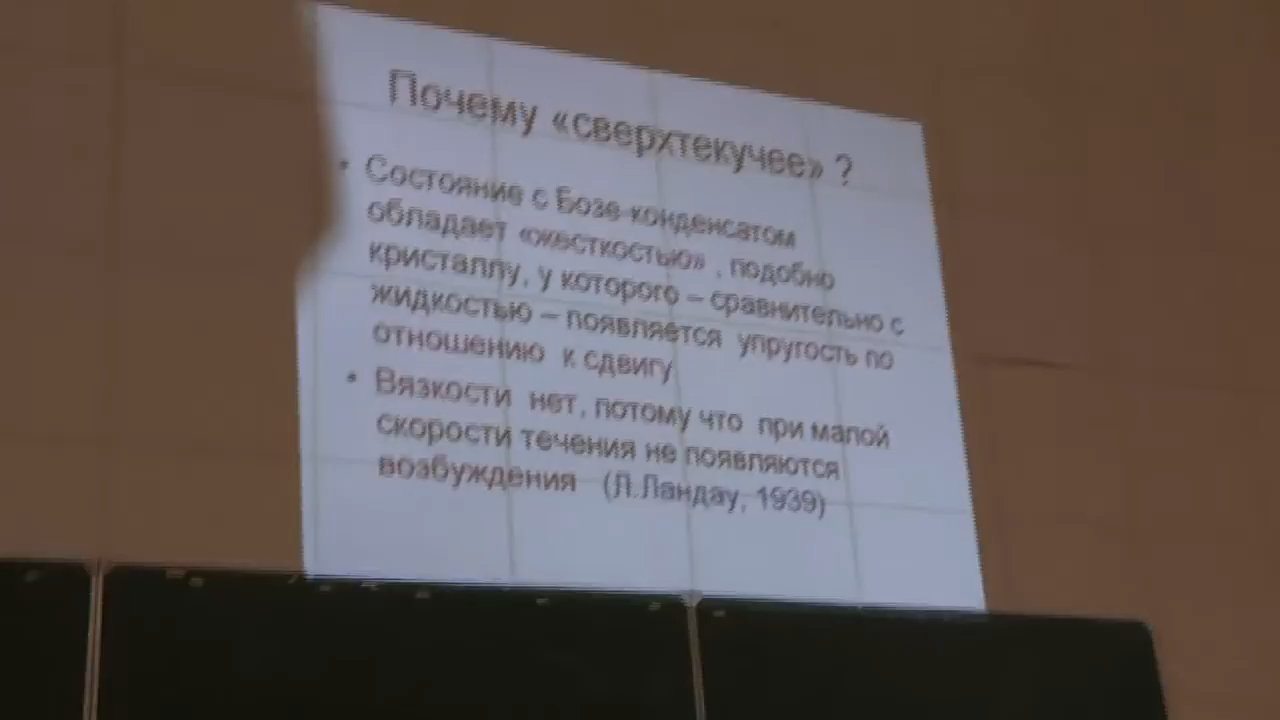 Почему «сверхтекучее» ?
• Состояние с Бозе-конденсатом
обладает «жесткостью» , подобно
кристаллу, у которого – сравнительно с
жидкостью – появляется упругость по
отношению к сдвигу
• Вязкости нет, потому что при малой
скорости течения не появляются
возбуждения (Л.Ландау, 1939)